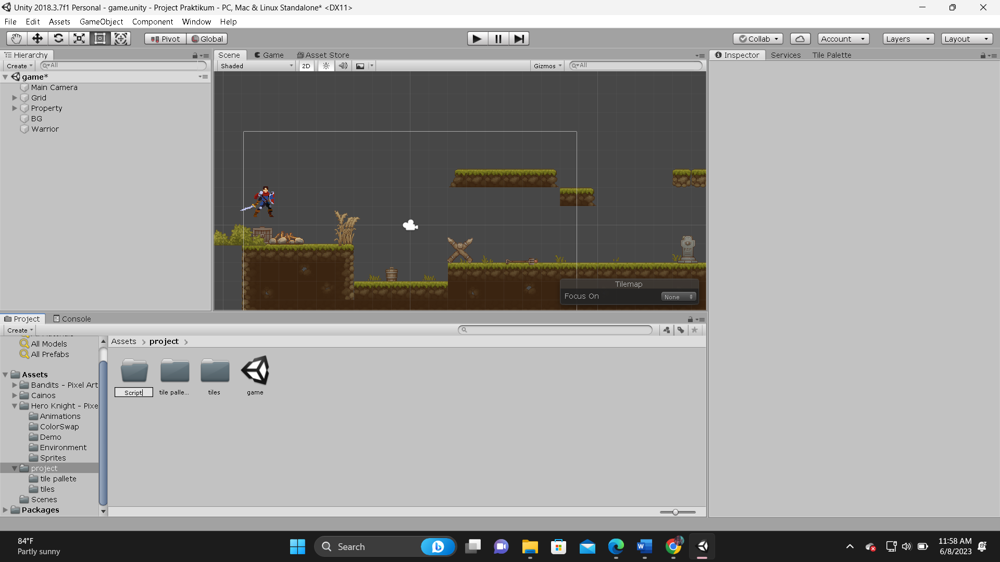 Unity 2018.3.7f1 Personal - game.unity - Project Praktikum - PC, Mac & Linux Standalone* <DX11>
File Edit Assets GameObject Component Window Help
Pivot Global Collab Account Layers Layout
Hierarchy
Create All
game*
Main Camera
Grid
Property
BG
Warrior
Scene Game Asset Store
Shaded 2D Gizmos All
RIP
Tilemap
Focus On None
Inspector Services Tile Palette
Project Console
Create
All Models
All Prefabs
Assets
Bandits - Pixel Art
Cainos
Hero Knight - Pixe
Animations
ColorSwap
Demo
Environment
Sprites
project
tile pallete
tiles
Scenes
Packages
Assets project
Script tile palle... tiles game
84°F
Partly sunny
Search
11:58 AM
6/8/2023